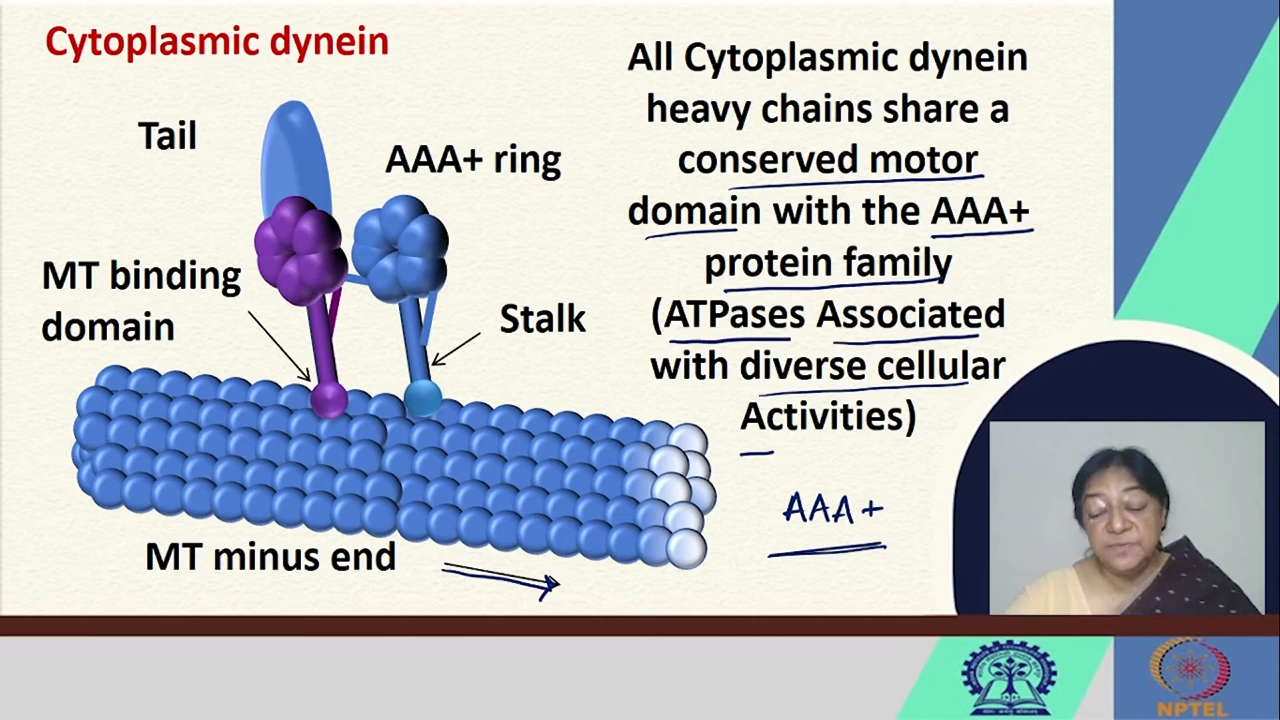 Cytoplasmic dynein
Tail
AAA+ ring
MT binding
domain
Stalk
MT minus end
All Cytoplasmic dynein
heavy chains share a
conserved motor
domain with the AAA+
protein family
(ATPases Associated
with diverse cellular
Activities)
AAA+
NPTEL